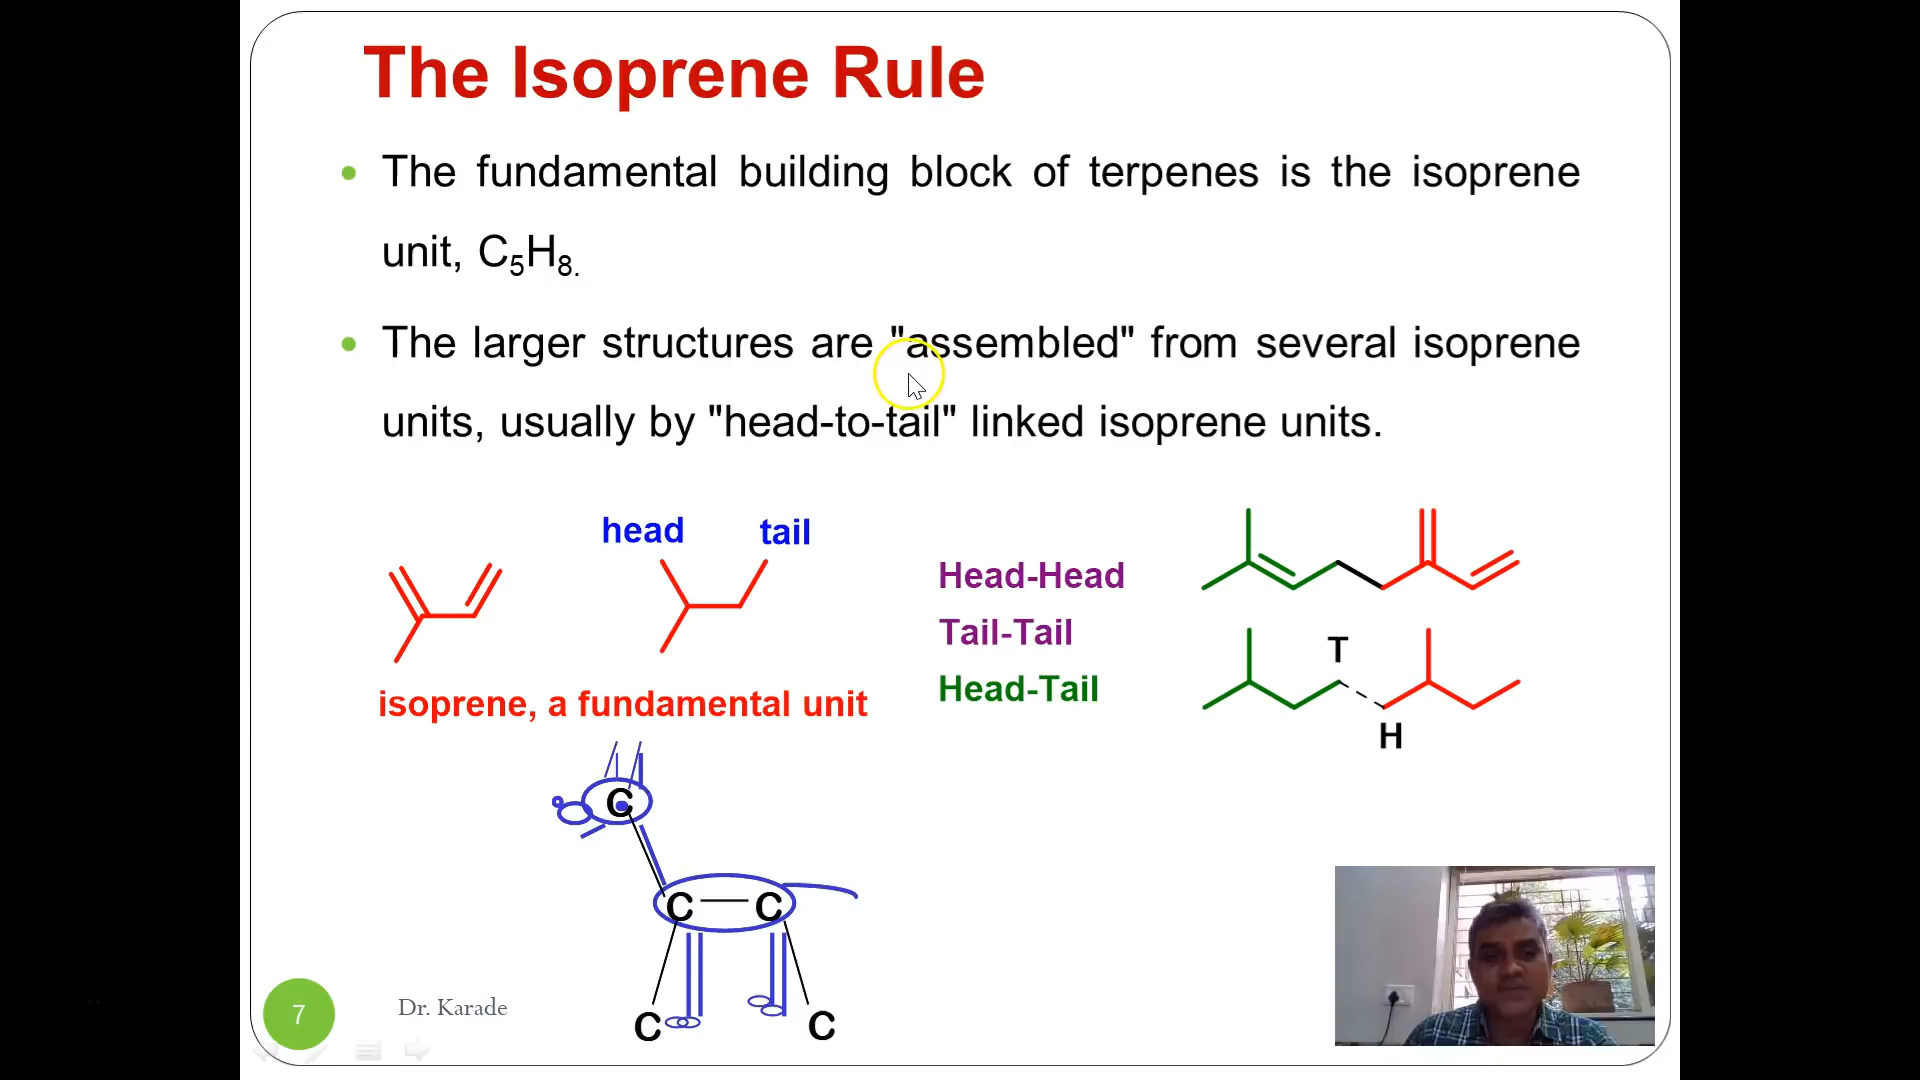 The Isoprene Rule
• The fundamental building block of terpenes is the isoprene
unit, C₅H₈.
• The larger structures are "assembled" from several isoprene
units, usually by "head-to-tail" linked isoprene units.
head tail
isoprene, a fundamental unit
Head-Head
Tail-Tail
Head-Tail
T
H
C
C C
C C
7
Dr. Karade